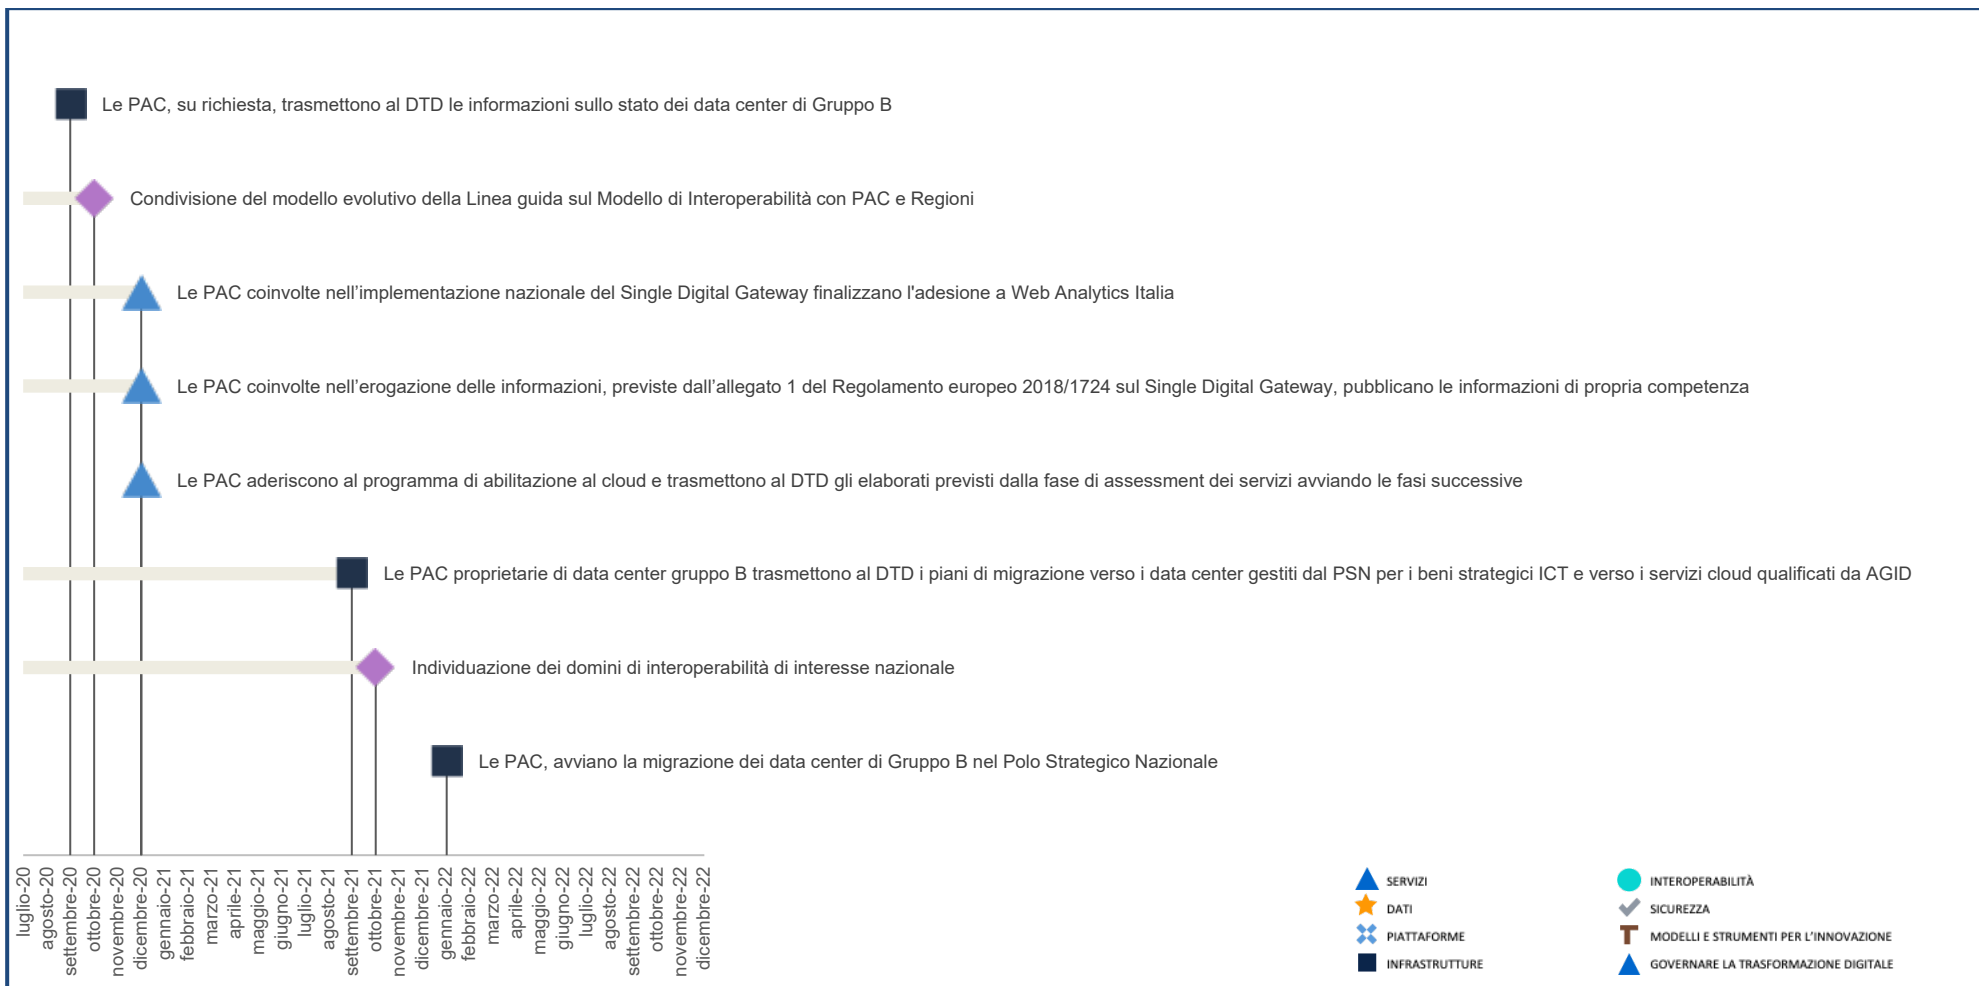 Le PAC, su richiesta, trasmettono al DTD le informazioni sullo stato dei data center di Gruppo B
Condivisione del modello evolutivo della Linea guida sul Modello di Interoperabilità con PAC e Regioni
Le PAC coinvolte nell’implementazione nazionale del Single Digital Gateway finalizzano l'adesione a Web Analytics Italia
Le PAC coinvolte nell’erogazione delle informazioni, previste dall’allegato 1 del Regolamento europeo 2018/1724 sul Single Digital Gateway, pubblicano le informazioni di propria competenza
Le PAC aderiscono al programma di abilitazione al cloud e trasmettono al DTD gli elaborati previsti dalla fase di assessment dei servizi avviando le fasi successive
Le PAC proprietarie di data center gruppo B trasmettono al DTD i piani di migrazione verso i data center gestiti dal PSN per i beni strategici ICT e verso i servizi cloud qualificati da AGID
Individuazione dei domini di interoperabilità di interesse nazionale
Le PAC, avviano la migrazione dei data center di Gruppo B nel Polo Strategico Nazionale
luglio-20
agosto-20
settembre-20
ottobre-20
novembre-20
dicembre-20
gennaio-21
febbraio-21
marzo-21
aprile-21
maggio-21
giugno-21
luglio-21
agosto-21
settembre-21
ottobre-21
novembre-21
dicembre-21
gennaio-22
febbraio-22
marzo-22
aprile-22
maggio-22
giugno-22
luglio-22
agosto-22
settembre-22
ottobre-22
novembre-22
dicembre-22
SERVIZI
DATI
PIATTAFORME
INFRASTRUTTURE
INTEROPERABILITÀ
SICUREZZA
MODELLI E STRUMENTI PER L’INNOVAZIONE
GOVERNARE LA TRASFORMAZIONE DIGITALE